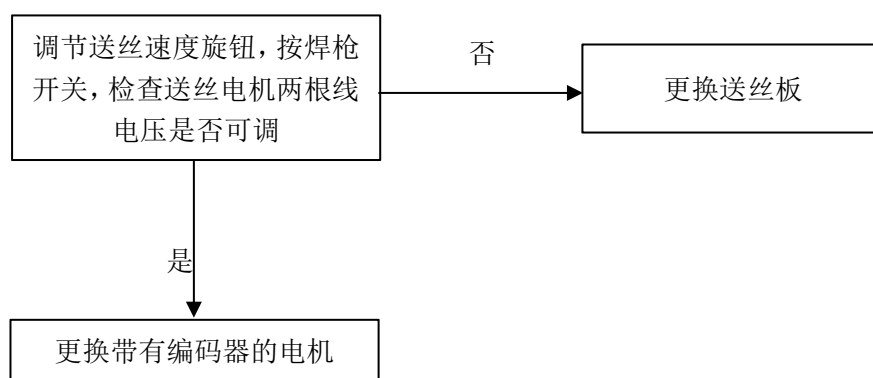 调节送丝速度旋钮，按焊枪
开关，检查送丝电机两根线
电压是否可调
否
更换送丝板
是
更换带有编码器的电机